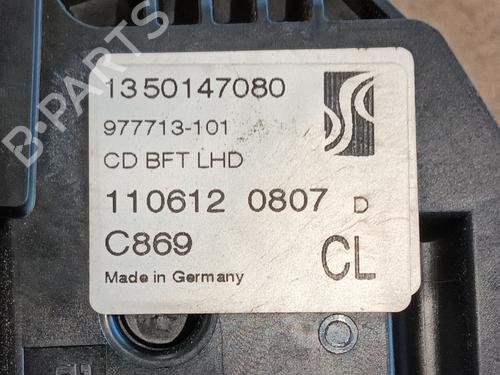 1350147080
977713-101
CD BFT LHD
110612 0807 D
C869
CL
Made in Germany
B-PARTS